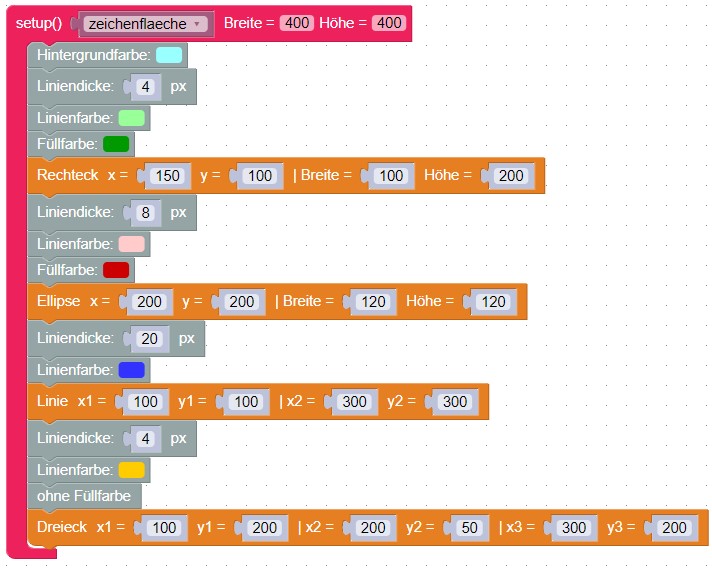 setup() zeichenflaeche Breite = 400 Höhe = 400
Hintergrundfarbe:
Liniendicke: 4 px
Linienfarbe:
Füllfarbe:
Rechteck x = 150 y = 100 | Breite = 100 Höhe = 200
Liniendicke: 8 px
Linienfarbe:
Füllfarbe:
Ellipse x = 200 y = 200 | Breite = 120 Höhe = 120
Liniendicke: 20 px
Linienfarbe:
Linie x1 = 100 y1 = 100 | x2 = 300 y2 = 300
Liniendicke: 4 px
Linienfarbe:
ohne Füllfarbe
Dreieck x1 = 100 y1 = 200 | x2 = 200 y2 = 50 | x3 = 300 y3 = 200